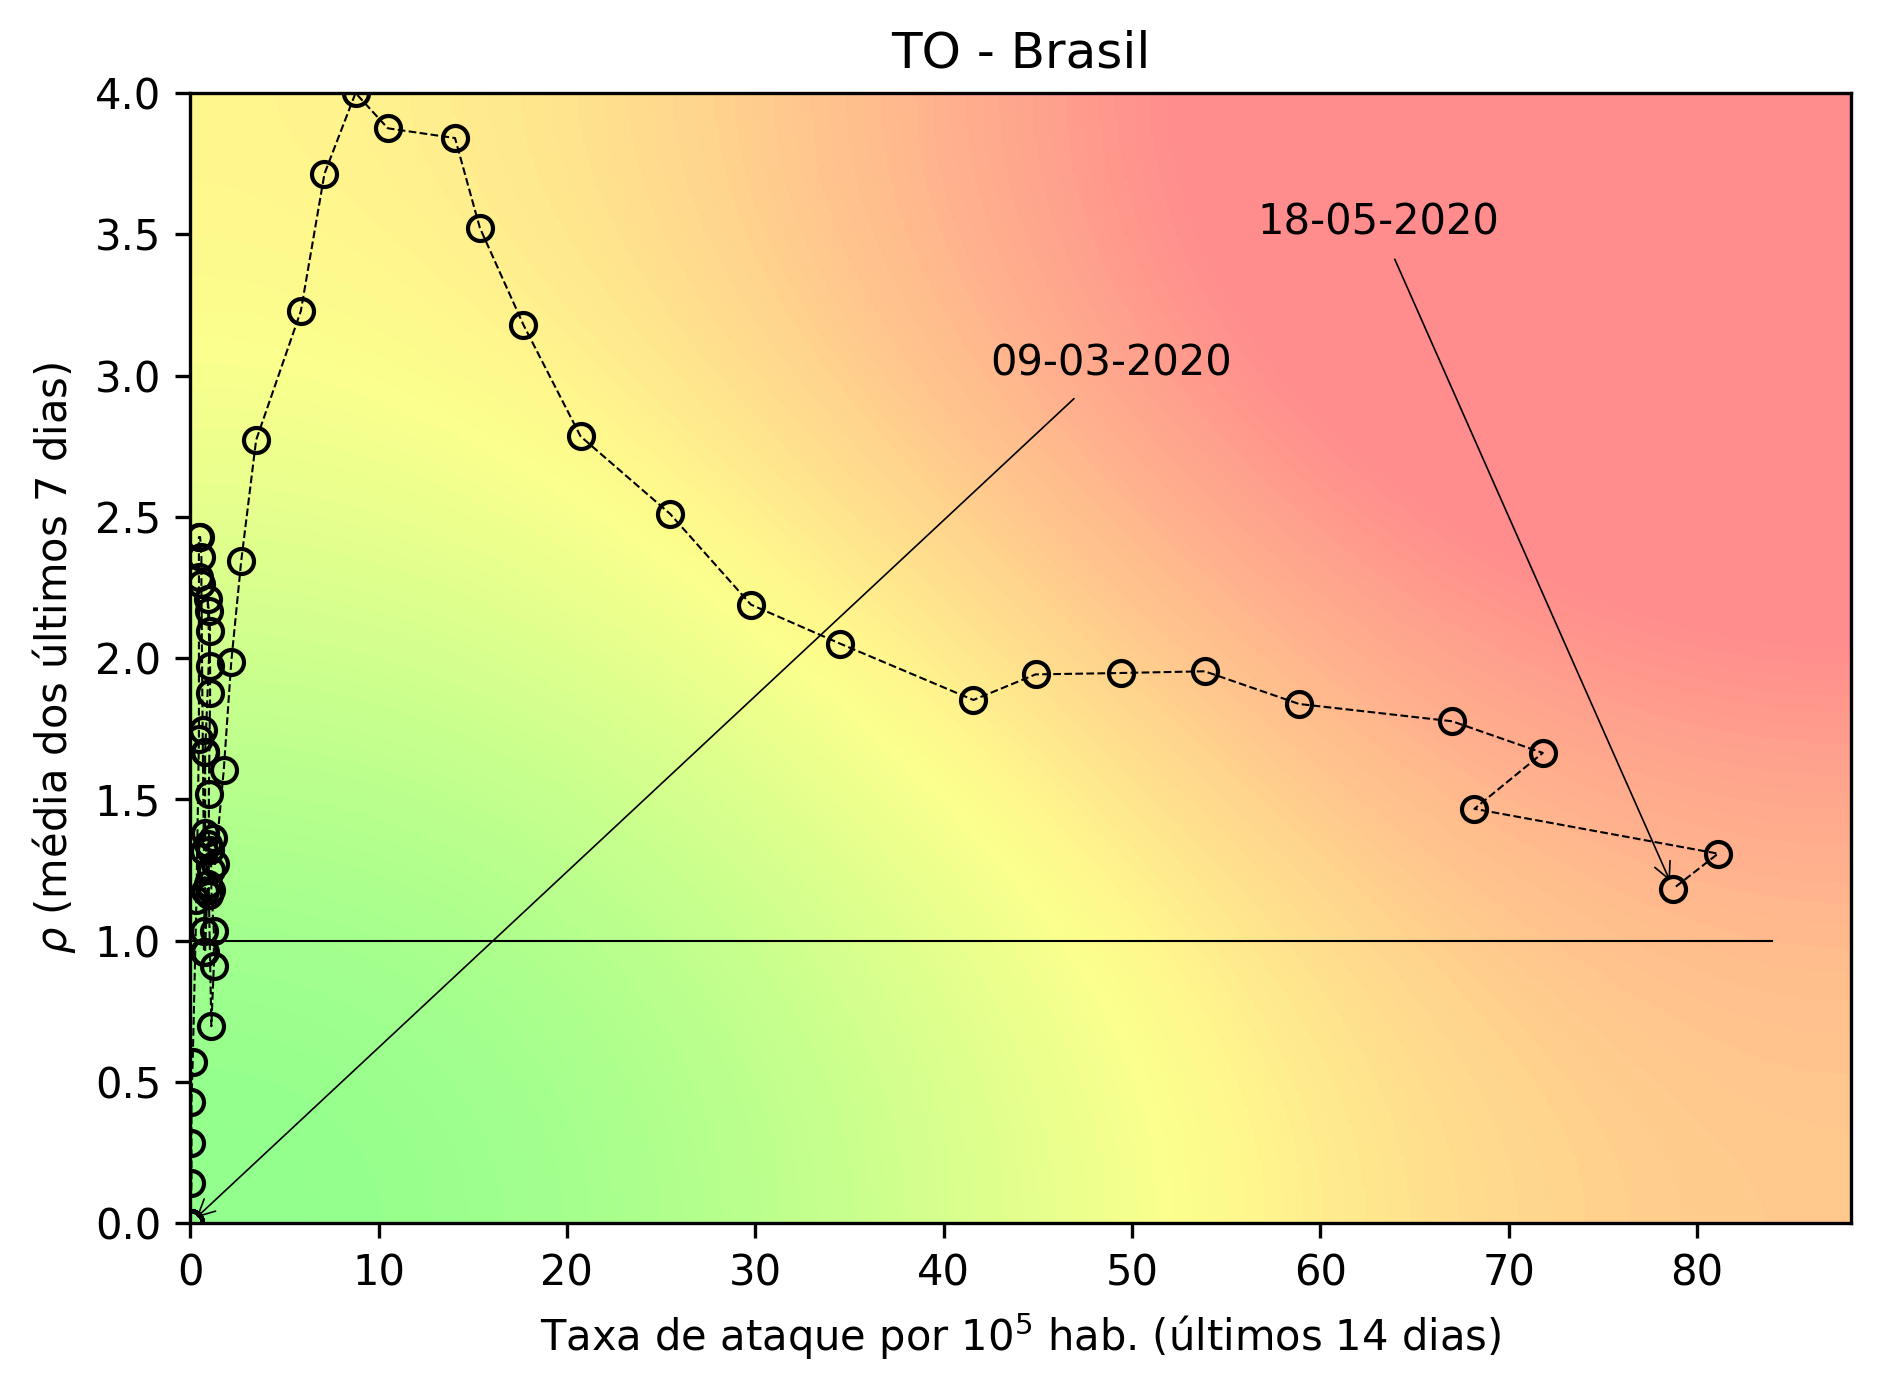 TO - Brasil
4.0
3.5
3.0
2.5
2.0
1.5
1.0
0.5
0.0
ρ (média dos últimos 7 dias)
18-05-2020
09-03-2020
0 10 20 30 40 50 60 70 80
Taxa de ataque por 10⁵ hab. (últimos 14 dias)